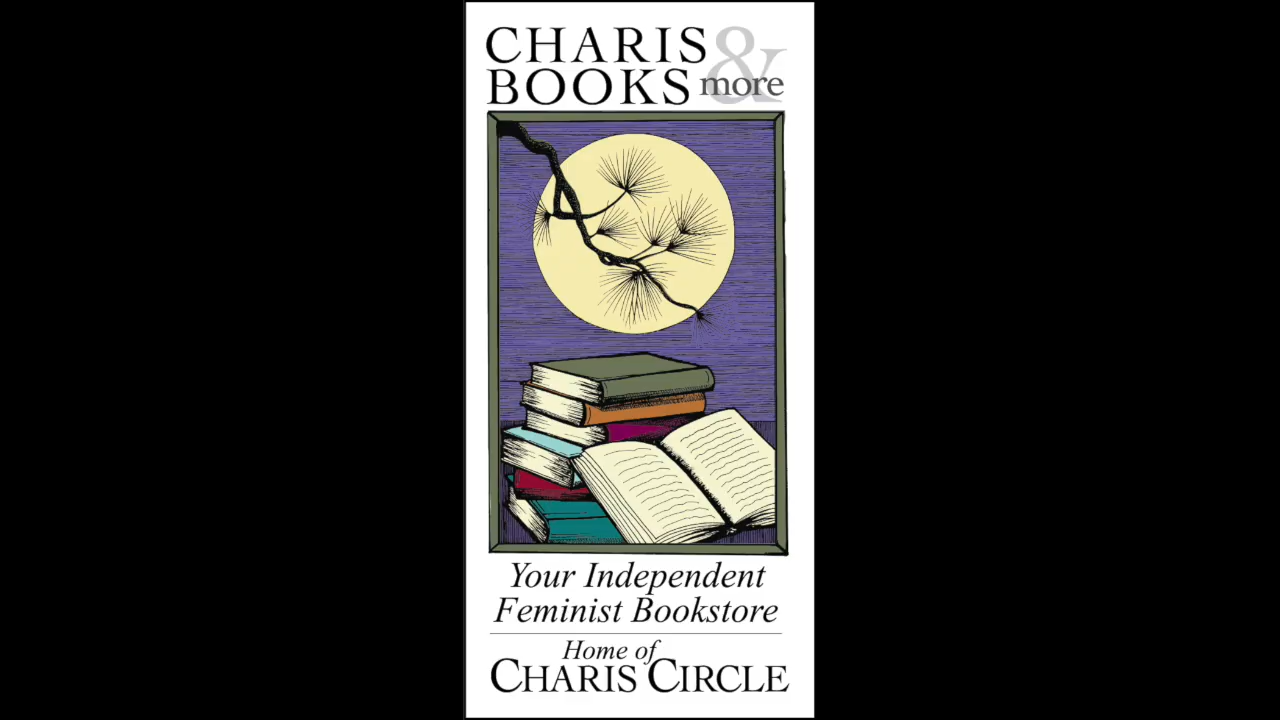 CHARIS &
BOOKS more
Your Independent
Feminist Bookstore
Home of
CHARIS CIRCLE